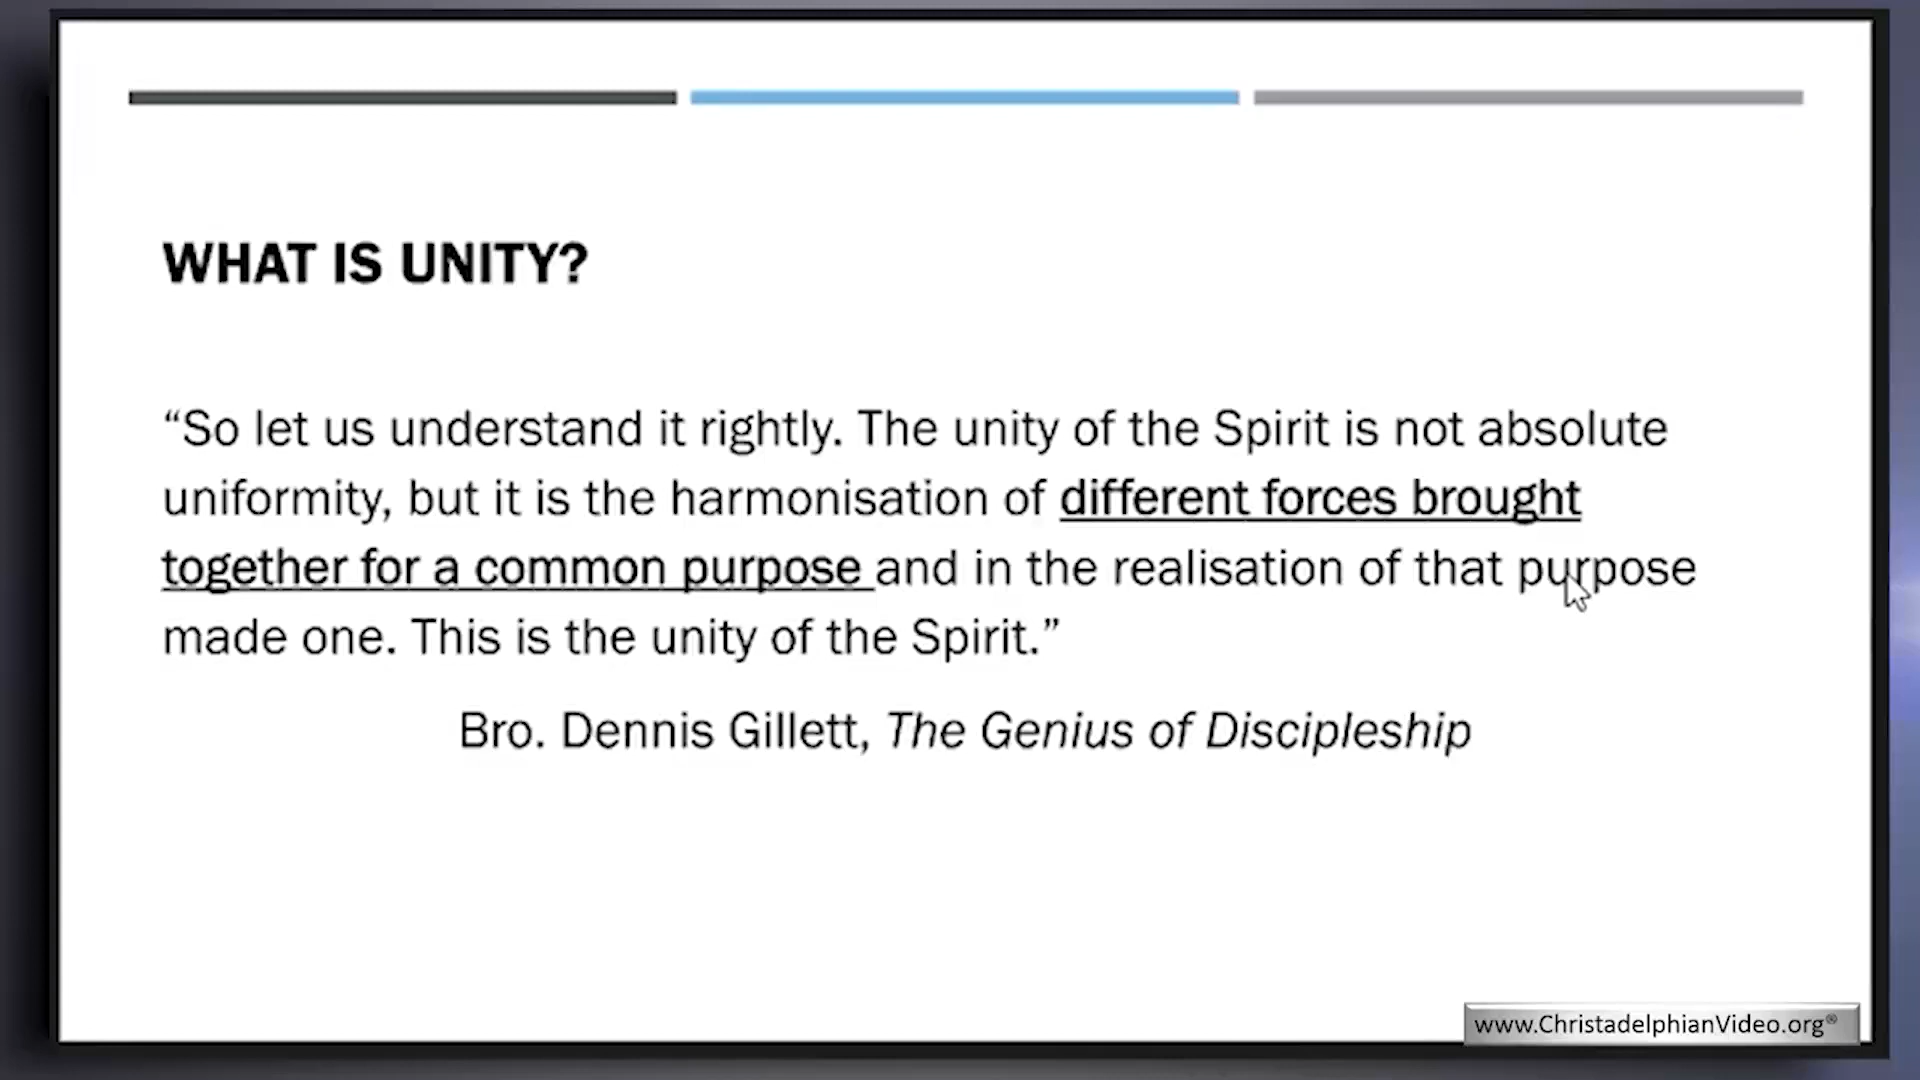 WHAT IS UNITY?
“So let us understand it rightly. The unity of the Spirit is not absolute
uniformity, but it is the harmonisation of different forces brought
together for a common purpose and in the realisation of that purpose
made one. This is the unity of the Spirit.”
Bro. Dennis Gillett, The Genius of Discipleship
www.ChristadelphianVideo.org®